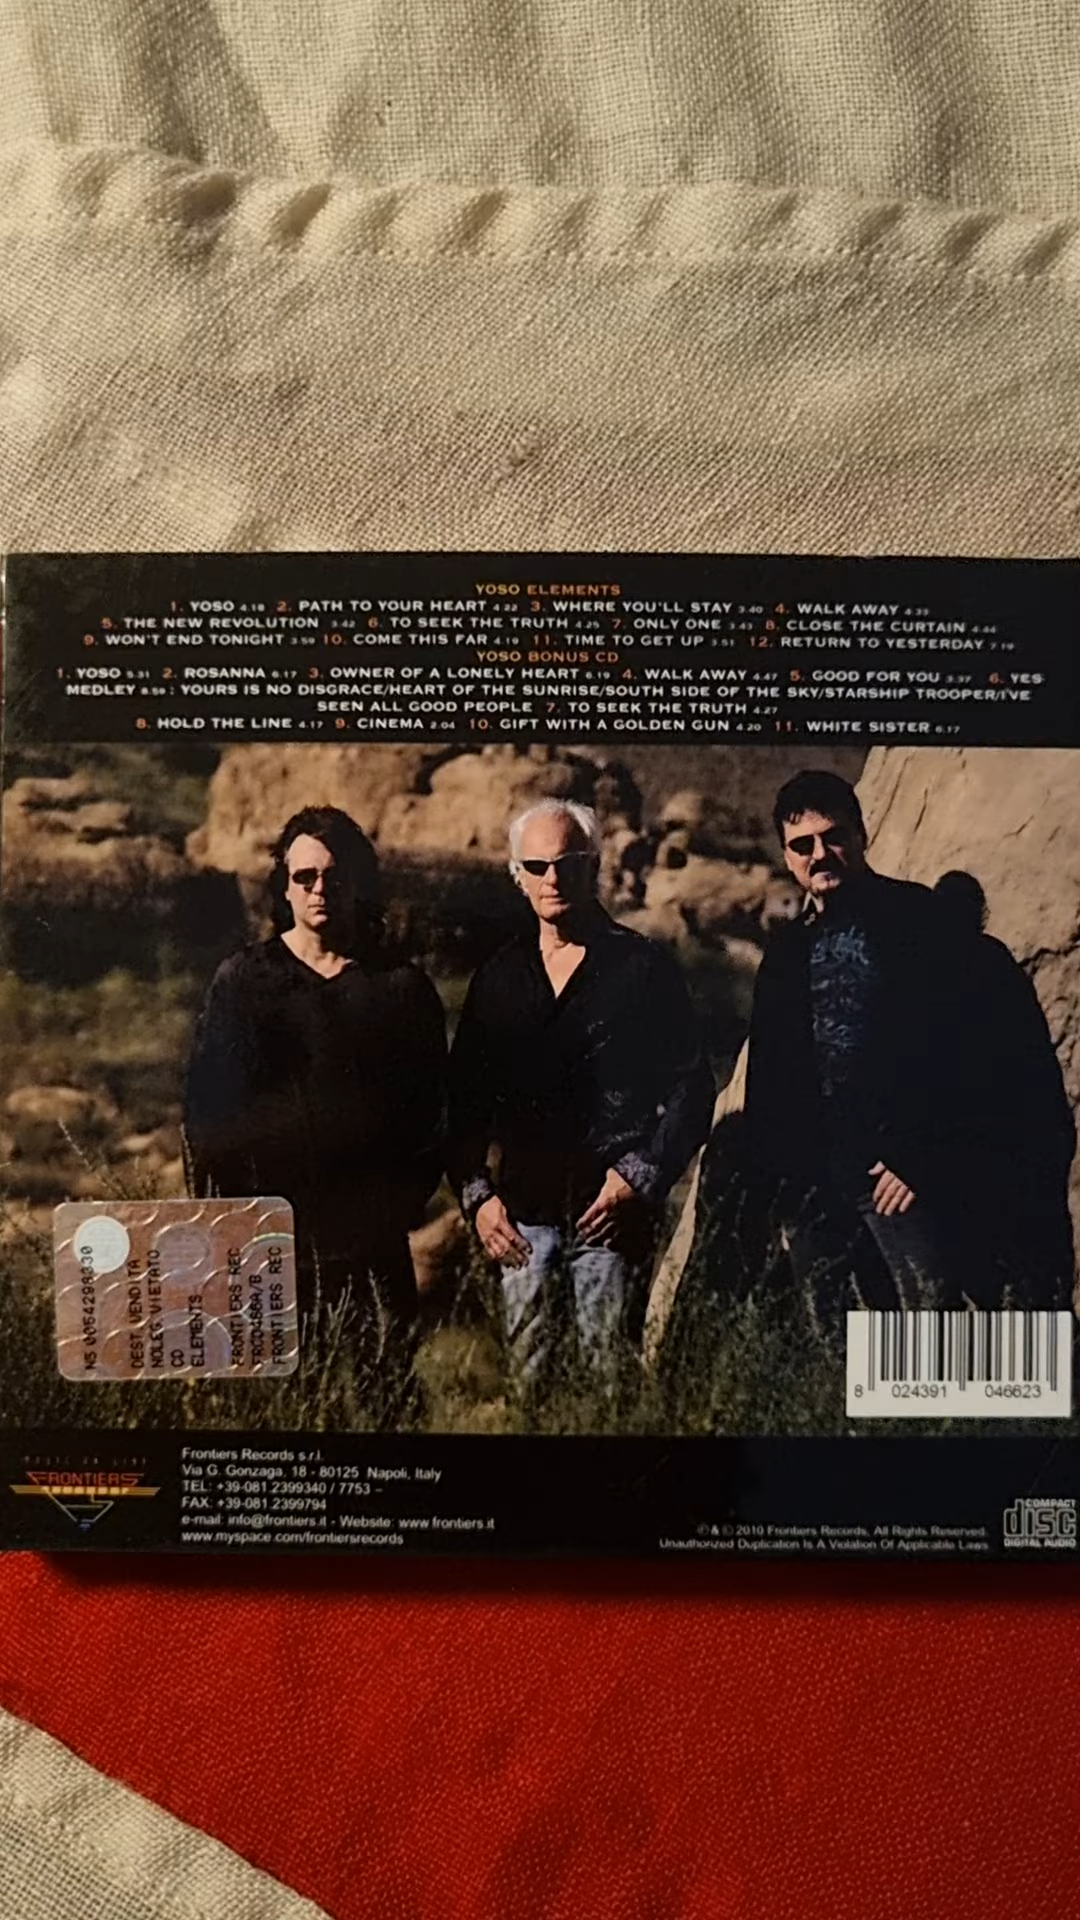 YOSO ELEMENTS
1. YOSO 4.18 2. PATH TO YOUR HEART 4.22 3. WHERE YOU'LL STAY 3.40 4. WALK AWAY 4.33
5. THE NEW REVOLUTION 3.42 6. TO SEEK THE TRUTH 4.25 7. ONLY ONE 3.43 8. CLOSE THE CURTAIN 4.44
9. WON'T END TONIGHT 3.59 10. COME THIS FAR 4.19 11. TIME TO GET UP 3.51 12. RETURN TO YESTERDAY 7.19
YOSO BONUS CD
1. YOSO 5.31 2. ROSANNA 6.17 3. OWNER OF A LONELY HEART 6.19 4. WALK AWAY 4.47 5. GOOD FOR YOU 3.37 6. YES
MEDLEY 8.59 : YOURS IS NO DISGRACE/HEART OF THE SUNRISE/SOUTH SIDE OF THE SKY/STARSHIP TROOPER/I'VE
SEEN ALL GOOD PEOPLE 7. TO SEEK THE TRUTH 4.27
8. HOLD THE LINE 4.17 9. CINEMA 2.04 10. GIFT WITH A GOLDEN GUN 4.20 11. WHITE SISTER 6.17
DEST.VENDITA
NOLEG.VIETATO
CD
ELEMENTS
FRONTIERS REC
FRCD466A/B
FRONTIERS REC
8 024391 046623
FRONTIERS
Frontiers Records s.r.l.
Via G. Gonzaga, 18 - 80125 Napoli, Italy
TEL: +39-081.2399340 / 7753 –
FAX: +39-081.2399794
e-mail: info@frontiers.it - Website: www.frontiers.it
www.myspace.com/frontiersrecords
℗ & © 2010 Frontiers Records. All Rights Reserved.
Unauthorized Duplication Is A Violation Of Applicable Laws
COMPACT
disc
DIGITAL AUDIO